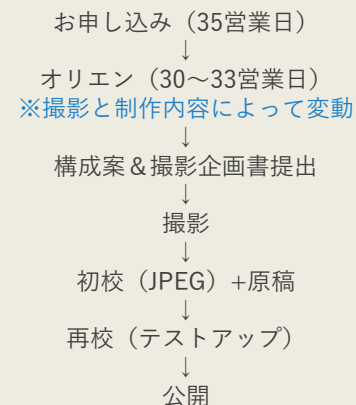 お申し込み（35営業日）
↓
オリエン（30～33営業日）
※撮影と制作内容によって変動
↓
構成案＆撮影企画書提出
↓
撮影
↓
初校（JPEG）+原稿
↓
再校（テストアップ）
↓
公開